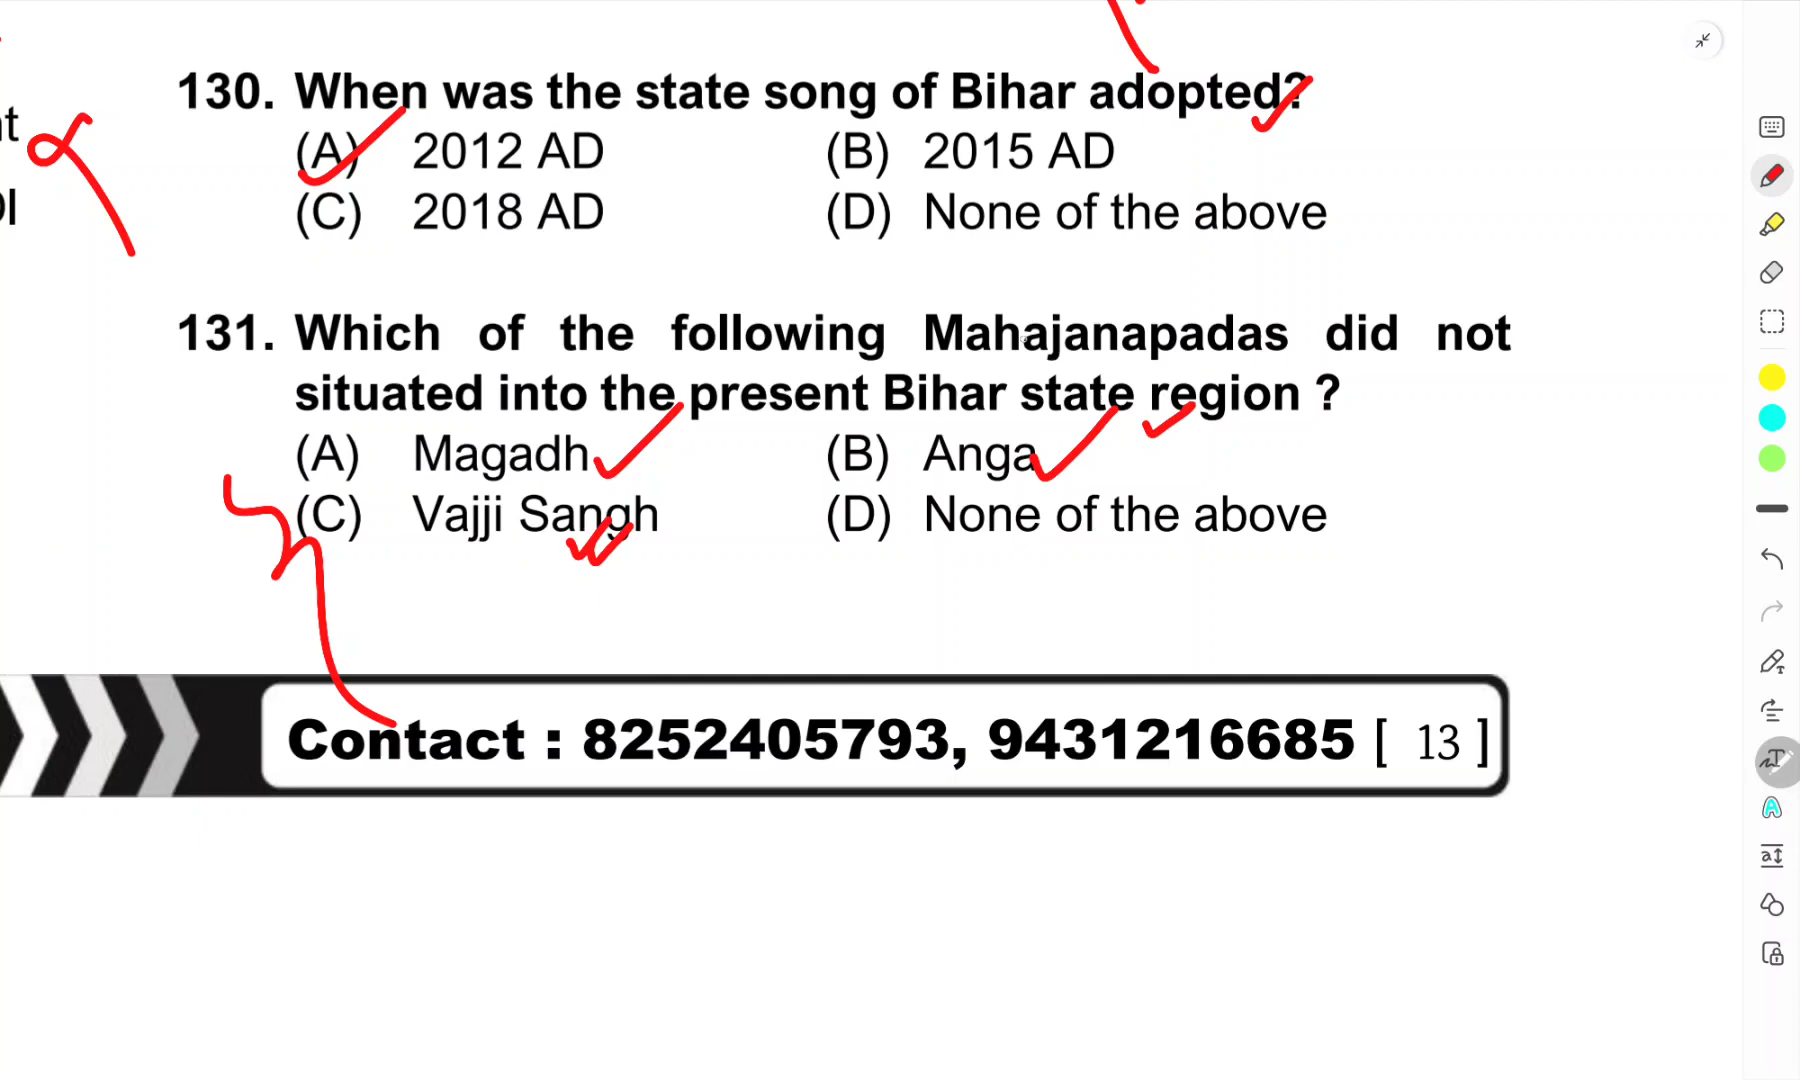 130. When was the state song of Bihar adopted?
(A) 2012 AD (B) 2015 AD
(C) 2018 AD (D) None of the above
131. Which of the following Mahajanapadas did not
situated into the present Bihar state region ?
(A) Magadh (B) Anga
(C) Vajji Sangh (D) None of the above
Contact : 8252405793, 9431216685 [ 13 ]